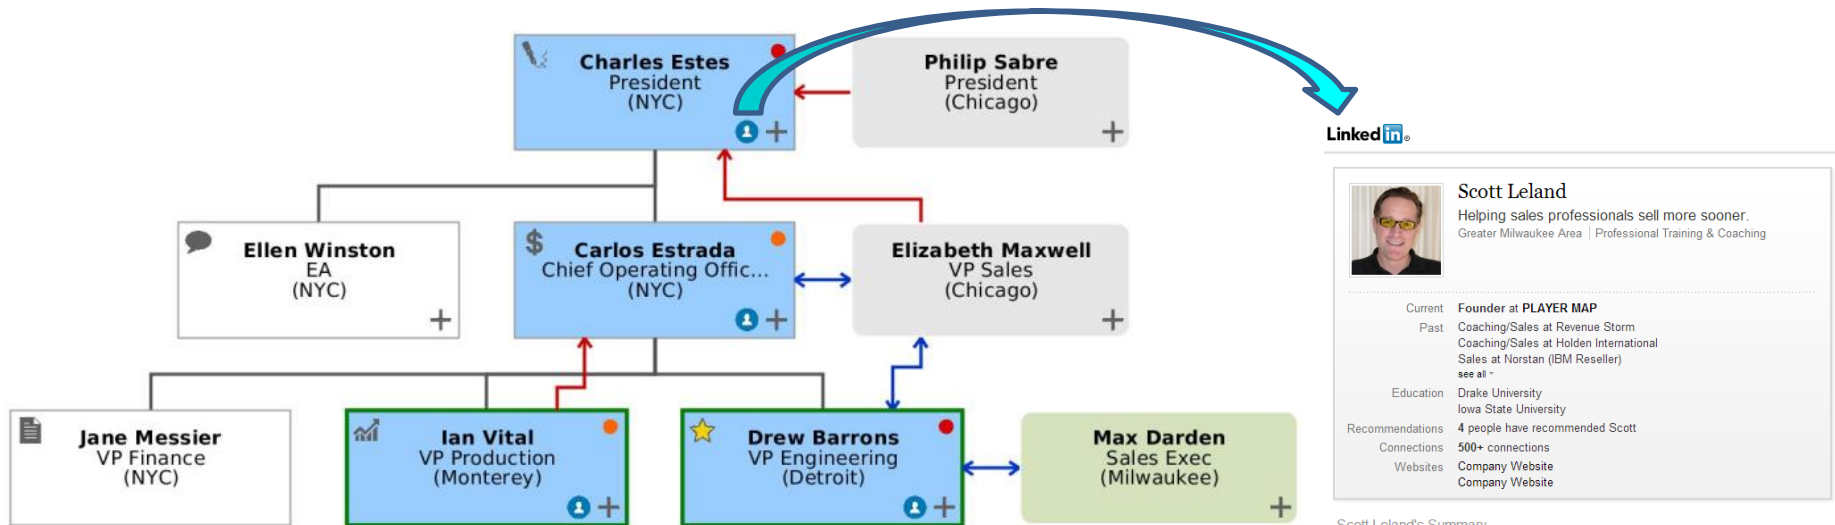 Charles Estes
President
(NYC)
Philip Sabre
President
(Chicago)
Ellen Winston
EA
(NYC)
$
Carlos Estrada
Chief Operating Offic...
(NYC)
Elizabeth Maxwell
VP Sales
(Chicago)
Jane Messier
VP Finance
(NYC)
Ian Vital
VP Production
(Monterey)
Drew Barrons
VP Engineering
(Detroit)
Max Darden
Sales Exec
(Milwaukee)
Linked in®
Scott Leland
Helping sales professionals sell more sooner.
Greater Milwaukee Area | Professional Training & Coaching
Current Founder at PLAYER MAP
Past Coaching/Sales at Revenue Storm
Coaching/Sales at Holden International
Sales at Norstan (IBM Reseller)
see all
Education Drake University
Iowa State University
Recommendations 4 people have recommended Scott
Connections 500+ connections
Websites Company Website
Company Website
Scott Leland's Summary